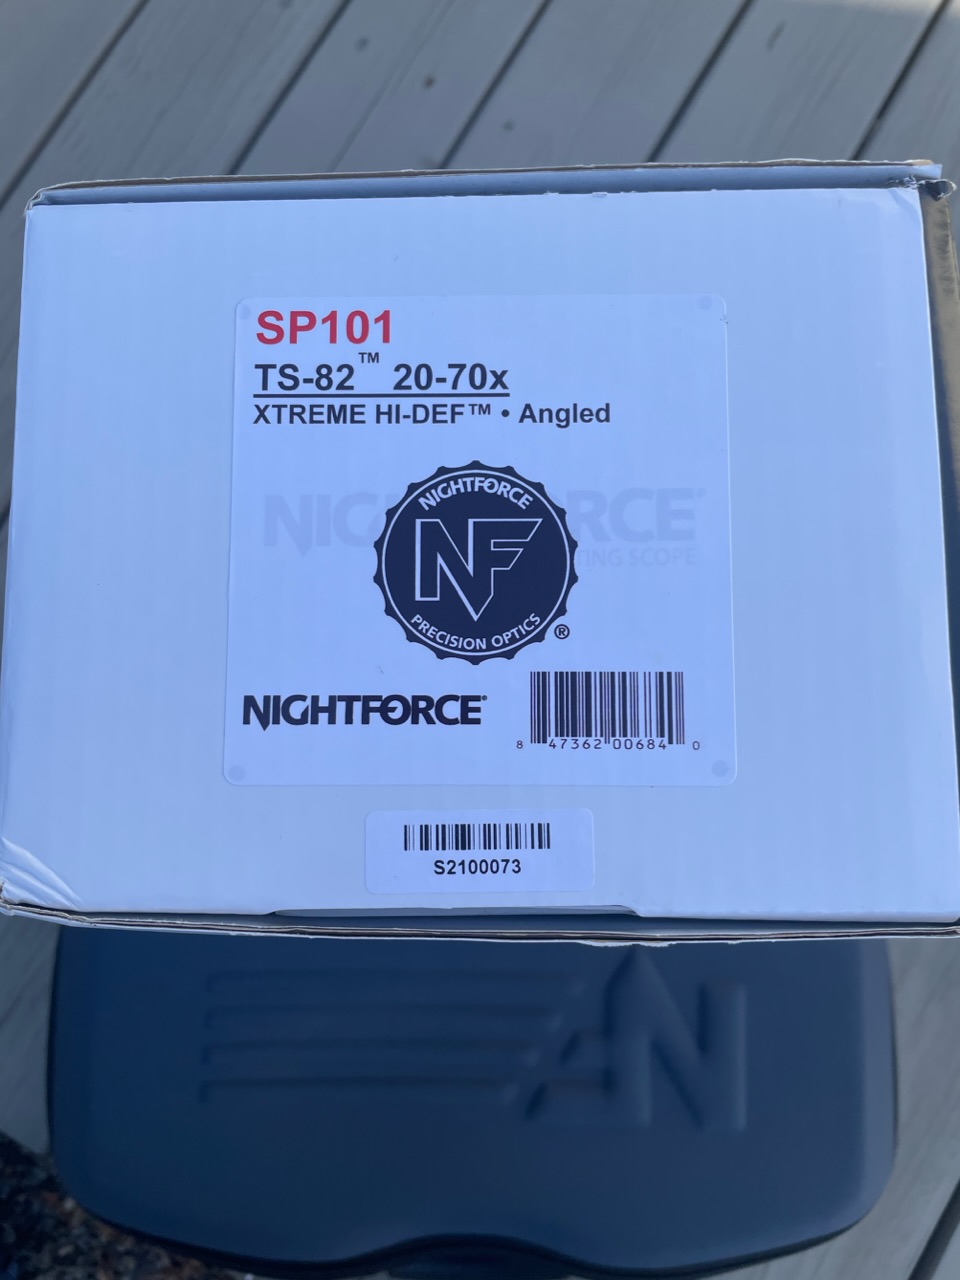 SP101
TS-82™ 20-70x
XTREME HI-DEF™ • Angled
NIGHTFORCE
NF
PRECISION OPTICS
®
NIGHTFORCE®
8 47362 00684 0
S2100073
NF